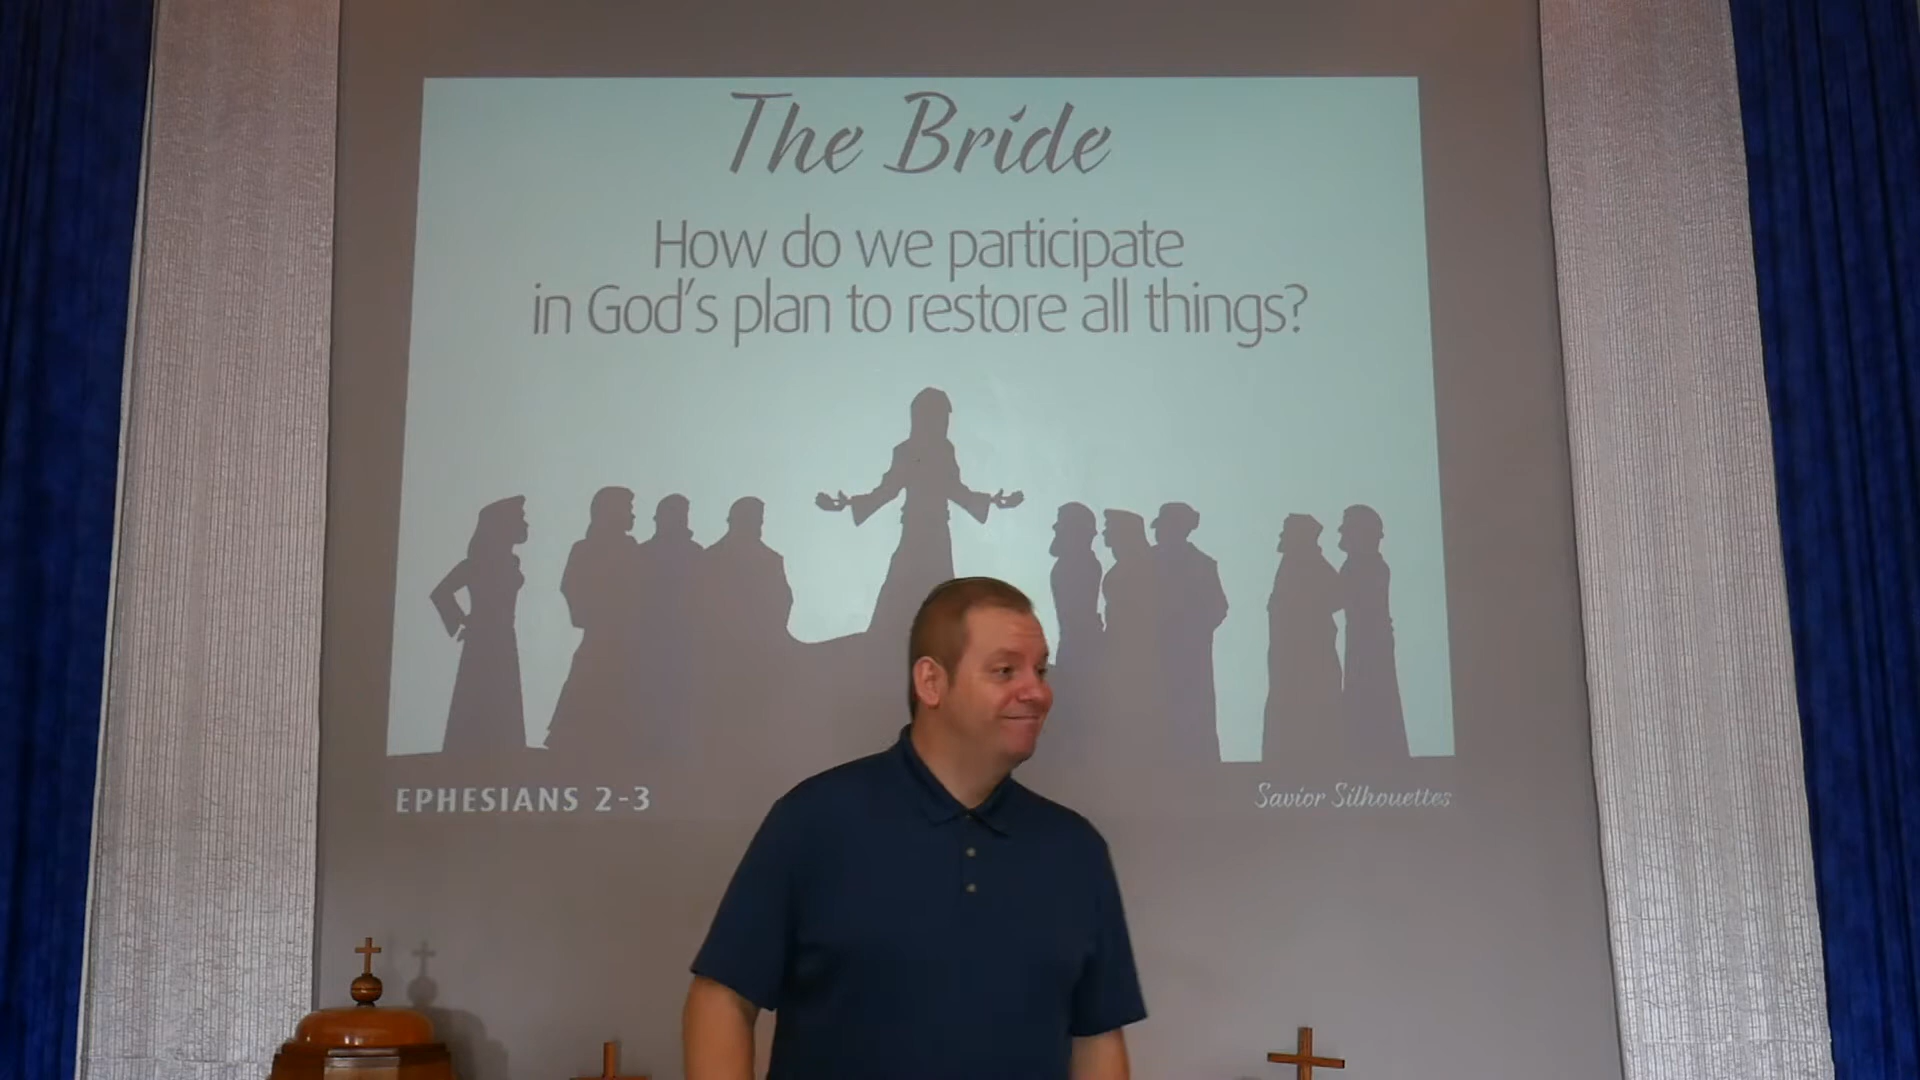 The Bride
How do we participate
in God's plan to restore all things?
EPHESIANS 2-3
Savior Silhouettes